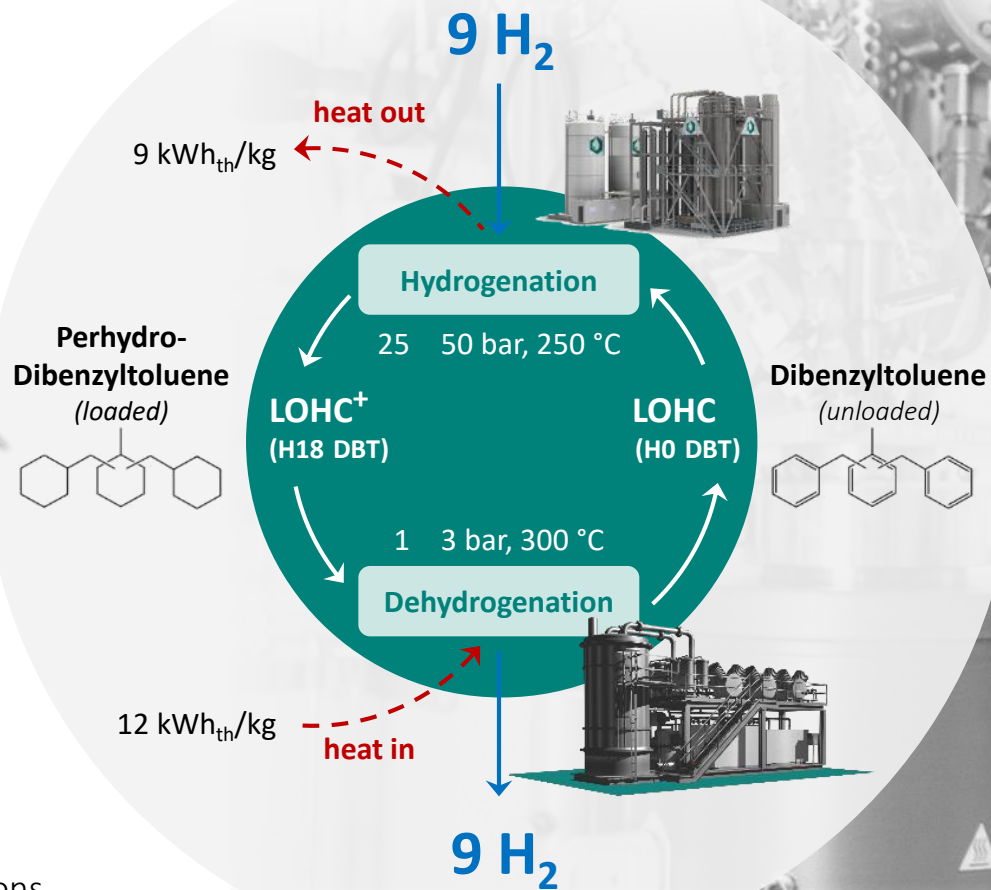 9 H₂
heat out
9 kWhth/kg
Hydrogenation
25 50 bar, 250 °C
Perhydro-
Dibenzyltoluene
(loaded)
LOHC⁺
(H18 DBT)
LOHC
(H0 DBT)
Dibenzyltoluene
(unloaded)
1 3 bar, 300 °C
Dehydrogenation
12 kWhth/kg
heat in
9 H₂